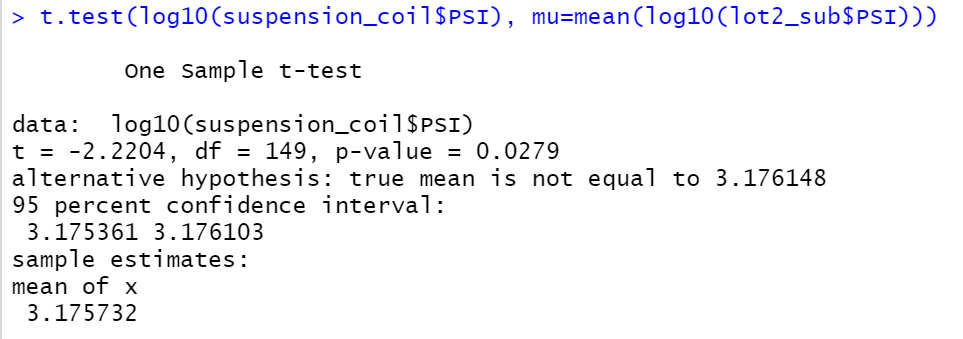 > t.test(log10(suspension_coil$PSI), mu=mean(log10(lot2_sub$PSI)))
One Sample t-test
data:  log10(suspension_coil$PSI)
t = -2.2204, df = 149, p-value = 0.0279
alternative hypothesis: true mean is not equal to 3.176148
95 percent confidence interval:
3.175361 3.176103
sample estimates:
mean of x
3.175732